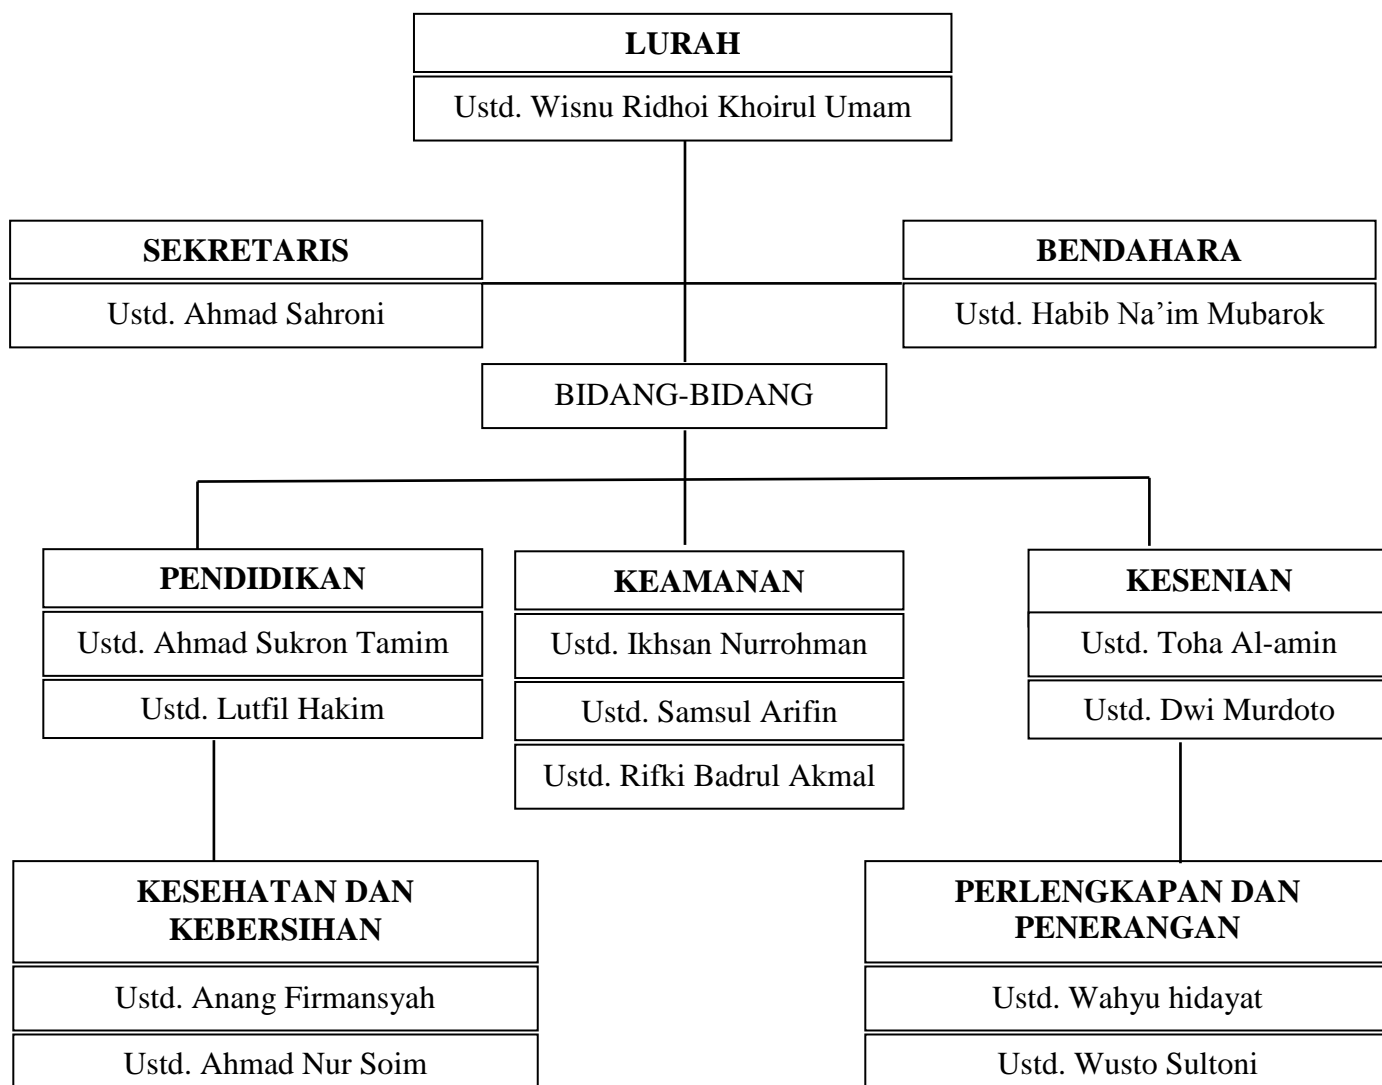 LURAH
Ustd. Wisnu Ridhoi Khoirul Umam
SEKRETARIS
Ustd. Ahmad Sahroni
BENDAHARA
Ustd. Habib Na’im Mubarok
BIDANG-BIDANG
PENDIDIKAN
Ustd. Ahmad Sukron Tamim
Ustd. Lutfil Hakim
KEAMANAN
Ustd. Ikhsan Nurrohman
Ustd. Samsul Arifin
Ustd. Rifki Badrul Akmal
KESENIAN
Ustd. Toha Al-amin
Ustd. Dwi Murdoto
KESEHATAN DAN
KEBERSIHAN
Ustd. Anang Firmansyah
Ustd. Ahmad Nur Soim
PERLENGKAPAN DAN
PENERANGAN
Ustd. Wahyu hidayat
Ustd. Wusto Sultoni